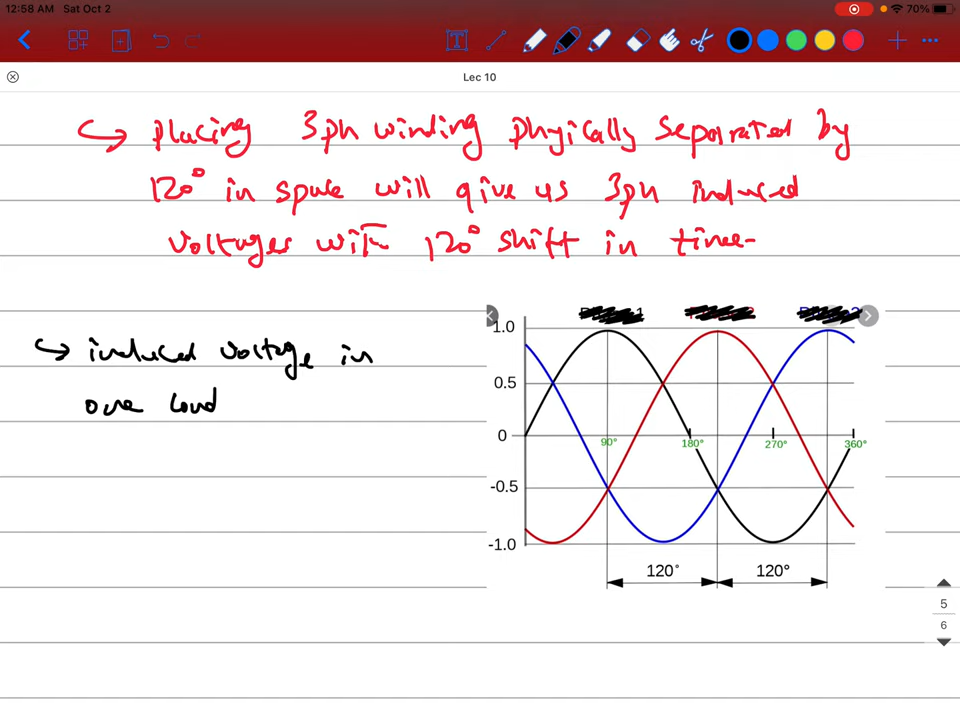 12:58 AM Sat Oct 2
70%
T
Lec 10
↪ placing 3ph winding physically separated by
120° in space will give us 3ph induced
voltages with 120° shift in time-
↪ induced voltage in
one cond
1.0
0.5
0
-0.5
-1.0
90°
180°
270°
360°
120°
120°
5
6